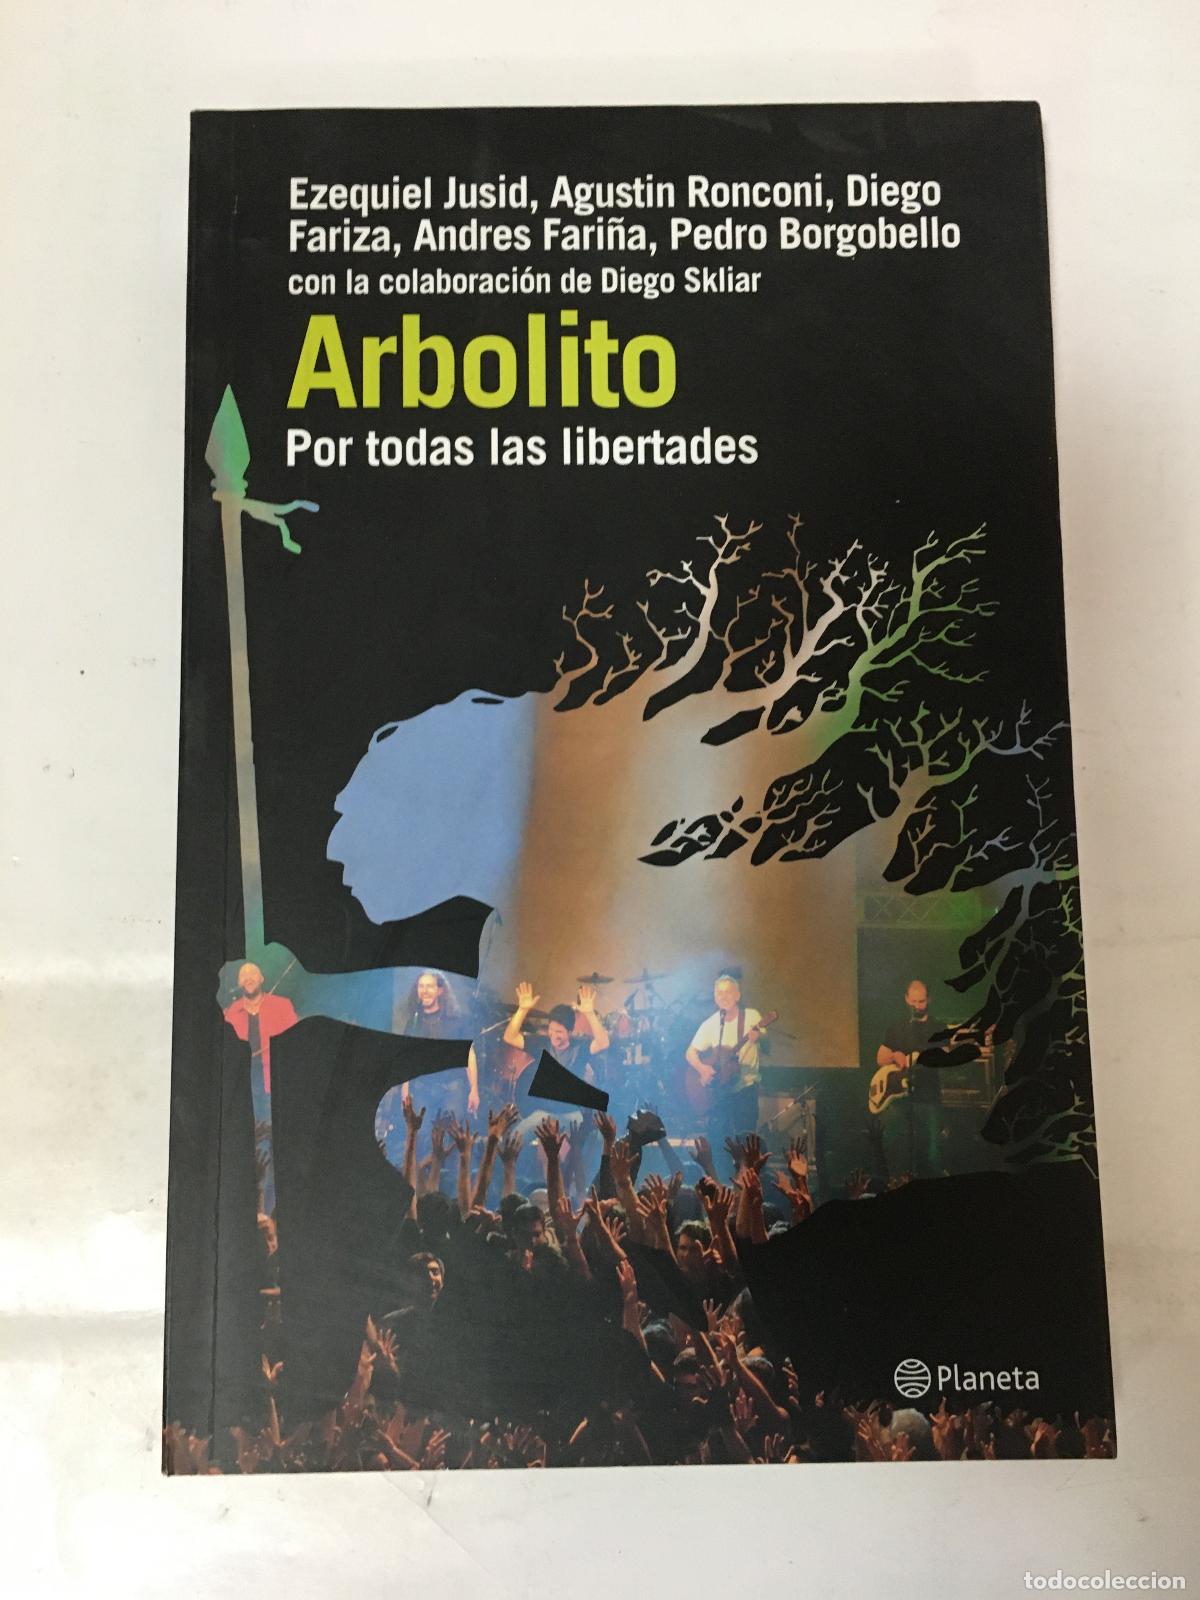 Ezequiel Jusid, Agustin Ronconi, Diego
Fariza, Andres Fariña, Pedro Borgobello
con la colaboración de Diego Skliar
Arbolito
Por todas las libertades
Planeta
todocoleccion